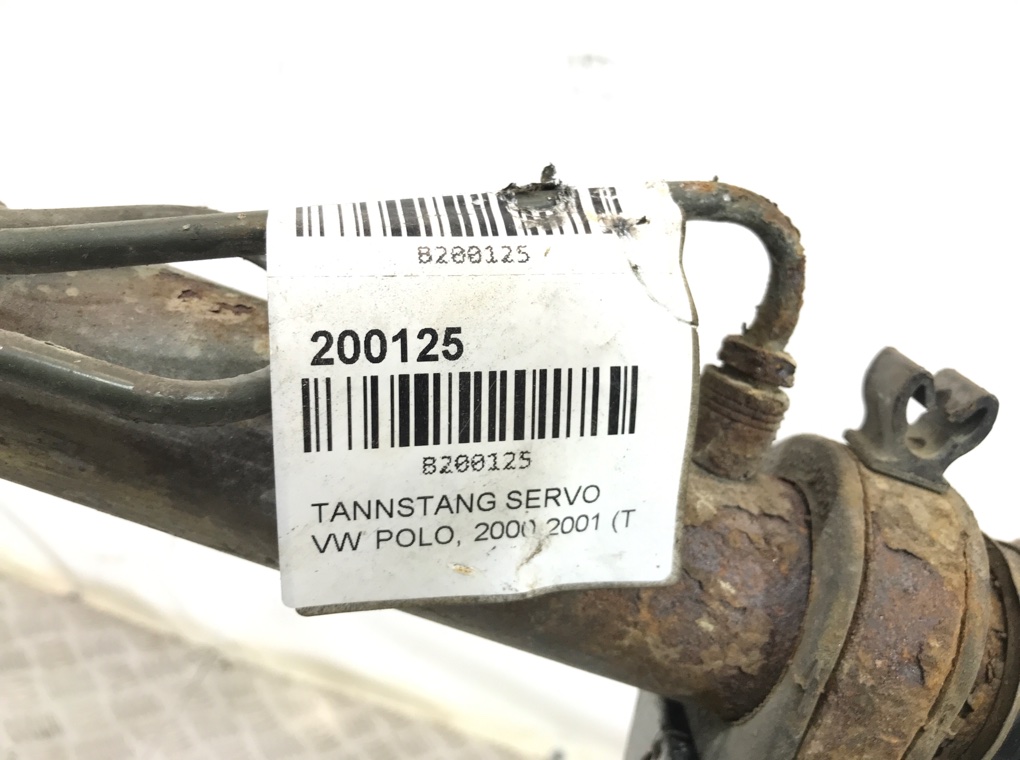 B200125
200125
B200125
TANNSTANG SERVO
VW POLO, 2000 2001 (T